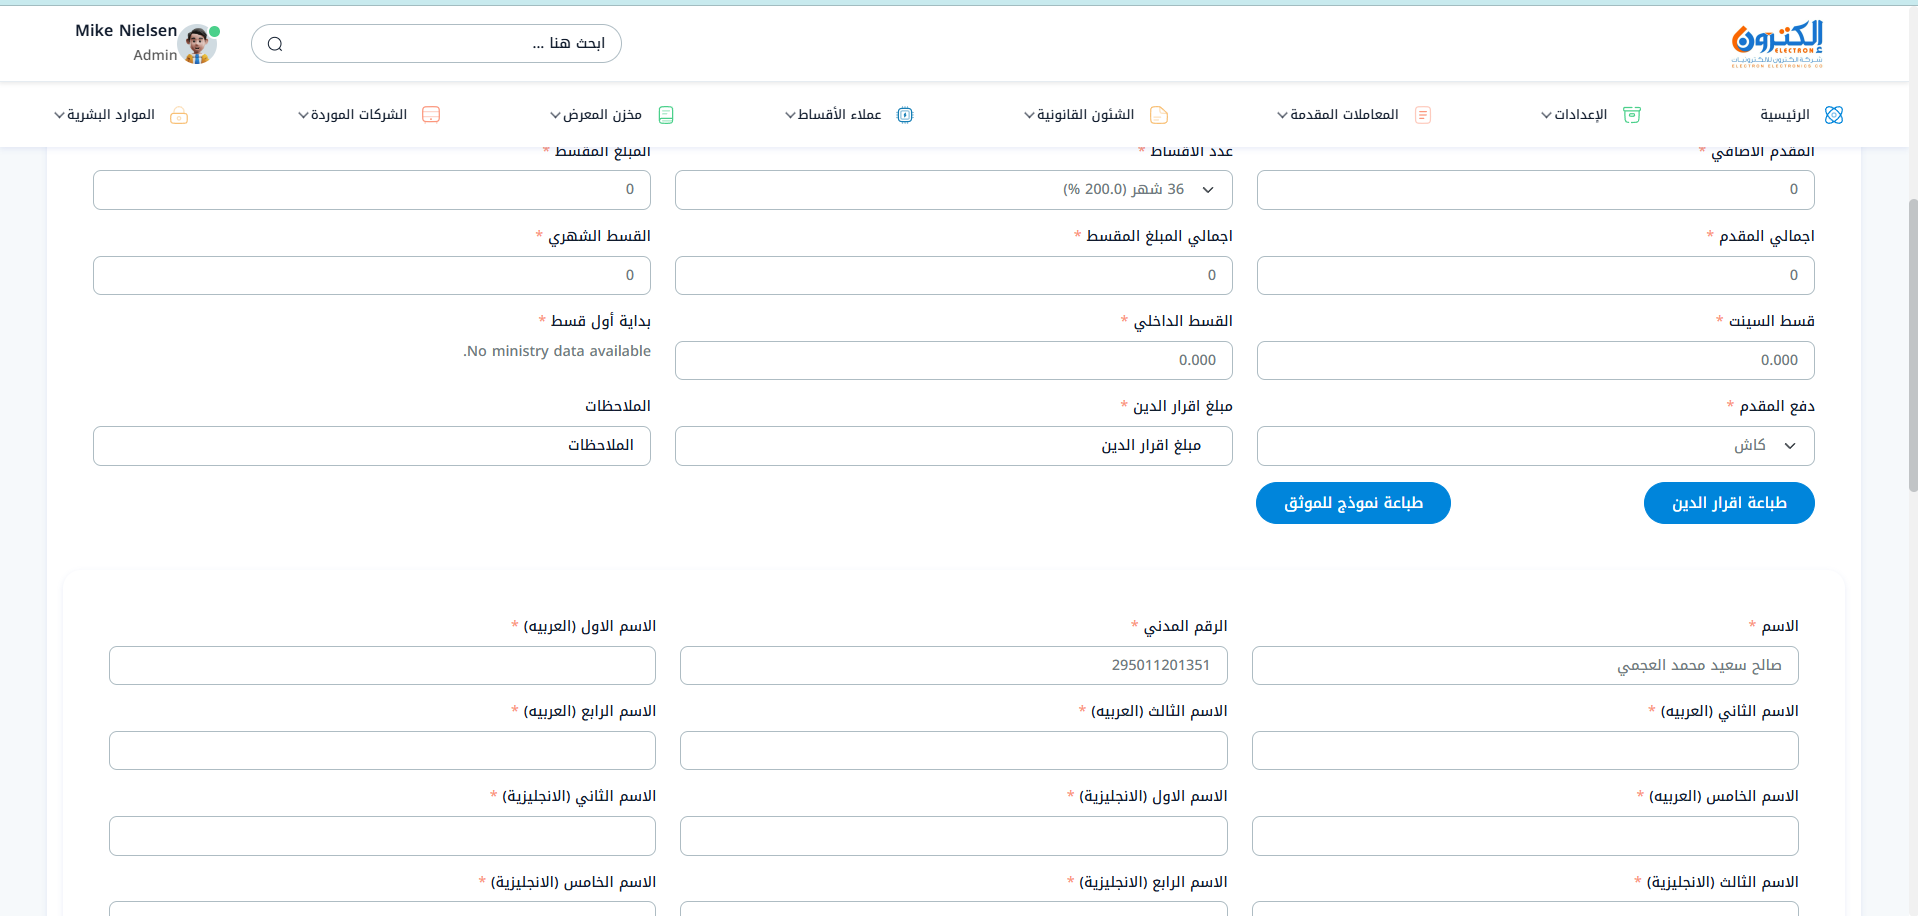 إلكترون
ELECTRON
شركة الكترون للالكترونيات
ELECTRON ELECTRONICS CO
ابحث هنا ...
Mike Nielsen
Admin
الرئيسية
الإعدادات
المعاملات المقدمة
الشئون القانونية
عملاء الأقساط
مخزن المعرض
الشركات الموردة
الموارد البشرية
المقدم الاضافي *
عدد الاقساط *
المبلغ المقسط *
0
36 شهر (200.0 %)
0
اجمالي المقدم *
اجمالي المبلغ المقسط *
القسط الشهري *
0
0
0
قسط السينت *
القسط الداخلي *
بداية أول قسط *
0.000
0.000
No ministry data available.
دفع المقدم *
مبلغ اقرار الدين *
الملاحظات
كاش
مبلغ اقرار الدين
الملاحظات
طباعة اقرار الدين
طباعة نموذج للموثق
الاسم *
الرقم المدني *
الاسم الاول (العربيه) *
صالح سعيد محمد العجمي
295011201351
الاسم الثاني (العربيه) *
الاسم الثالث (العربيه) *
الاسم الرابع (العربيه) *
الاسم الخامس (العربيه) *
الاسم الاول (الانجليزية) *
الاسم الثاني (الانجليزية) *
الاسم الثالث (الانجليزية) *
الاسم الرابع (الانجليزية) *
الاسم الخامس (الانجليزية) *